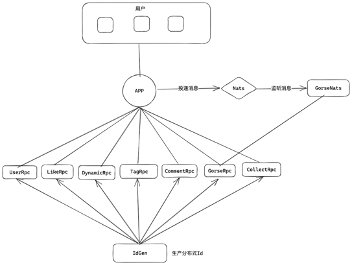 用户
APP
投递消息
Nats
监听消息
GorseNats
UserRpc
LikeRpc
DynamicRpc
TagRpc
CommentRpc
GorseRpc
CollectRpc
IdGen
生产分布式Id